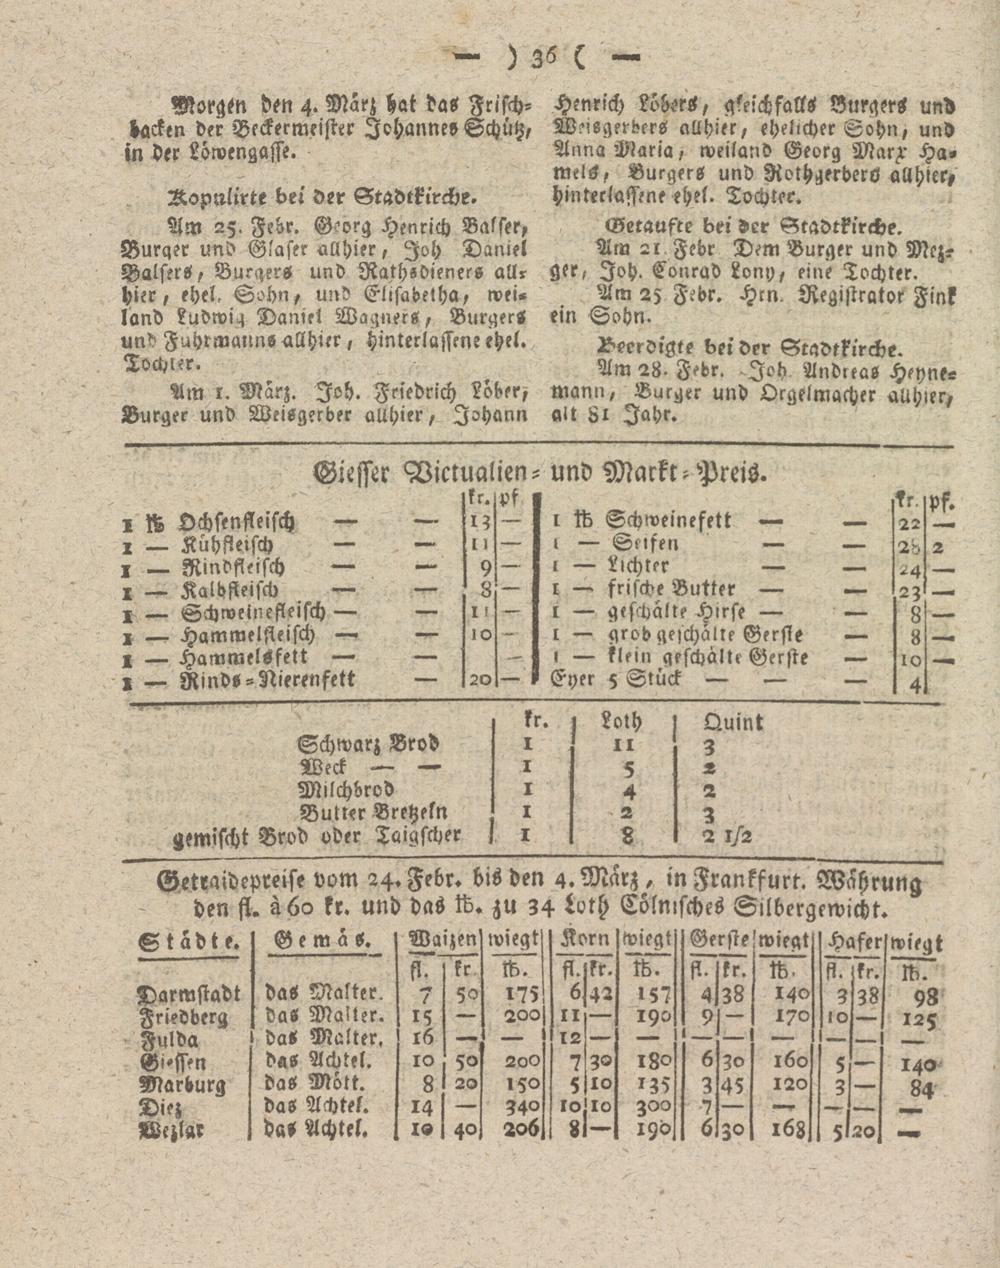 — ) 36 ( —
Morgen den 4. März hat das Frisch-
backen der Beckermeister Johannes Schütz,
in der Löwengasse.
Kopulirte bei der Stadtkirche.
Am 25. Febr. Georg Henrich Balser,
Burger und Glaser allhier, Joh Daniel
Balsers, Burgers und Rathsdieners all-
hier, ehel. Sohn, und Elisabetha, wei-
land Ludwig Daniel Wagners, Burgers
und Fuhrmanns allhier, hinterlassene ehel.
Tochter.
Am 1. März. Joh. Friedrich Löber,
Burger und Weisgerber allhier, Johann
Henrich Löbers, gleichfalls Burgers und
Weisgerbers allhier, ehelicher Sohn, und
Anna Maria, weiland Georg Marx Ha-
mels, Burgers und Rothgerbers allhier,
hinterlassene ehel. Tochter.
Getaufte bei der Stadtkirche.
Am 21. Febr Dem Burger und Mez-
ger, Joh. Conrad Lony, eine Tochter.
Am 25 Febr. Hrn. Registrator Fink
ein Sohn.
Beerdigte bei der Stadtkirche.
Am 28. Febr. Joh. Andreas Heyne-
mann, Burger und Orgelmacher allhier,
alt 81 Jahr.
Giesser Victualien- und Markt-Preis.
kr. pf
1 ℔ Ochsenfleisch — — 13 —
1 — Kühfleisch — — 11 —
1 — Rindfleisch — — 9 —
1 — Kalbfleisch — — 8 —
1 — Schweinefleisch — — 11 —
1 — Hammelfleisch — — 10 —
1 — Hammelsfett — — —
1 — Rinds-Nierenfett — 20 —
kr. pf.
1 ℔ Schweinefett — — 22 —
1 — Seifen — — 28 2
1 — Lichter — — 24 —
1 — frische Butter — — 23 —
1 — geschälte Hirse — — 8 —
1 — grob geschälte Gerste — 8 —
1 — klein geschälte Gerste — 10 —
Eyer 5 Stück — — — 4
kr. Loth Quint
Schwarz Brod 1 11 3
Weck — — 1 5 2
Milchbrod 1 4 2
Butter Bretzeln 1 2 3
gemischt Brod oder Taigscher 1 8 2 1/2
Getraidepreise vom 24. Febr. bis den 4. März, in Frankfurt. Währung
den fl. à 60 kr. und das ℔. zu 34 Loth Cölnisches Silbergewicht.
Städte. Gemäs. Waizen wiegt Korn wiegt Gerste wiegt Hafer wiegt
fl. kr ℔. fl. kr. ℔. fl. kr. ℔. fl. kr. ℔.
Darmstadt das Malter. 7 50 175 6 42 157 4 38 140 3 38 98
Friedberg das Malter. 15 — 200 11 — 190 9 — 170 10 — 125
Fulda das Malter. 16 — — 12 — — — — — — — —
Giessen das Achtel. 10 50 200 7 30 180 6 30 160 5 — 140
Marburg das Mött. 8 20 150 5 10 135 3 45 120 3 — 84
Diez das Achtel. 14 — 340 10 10 300 7 — — — — —
Wezlar das Achtel. 10 40 206 8 — 190 6 30 168 5 20 —